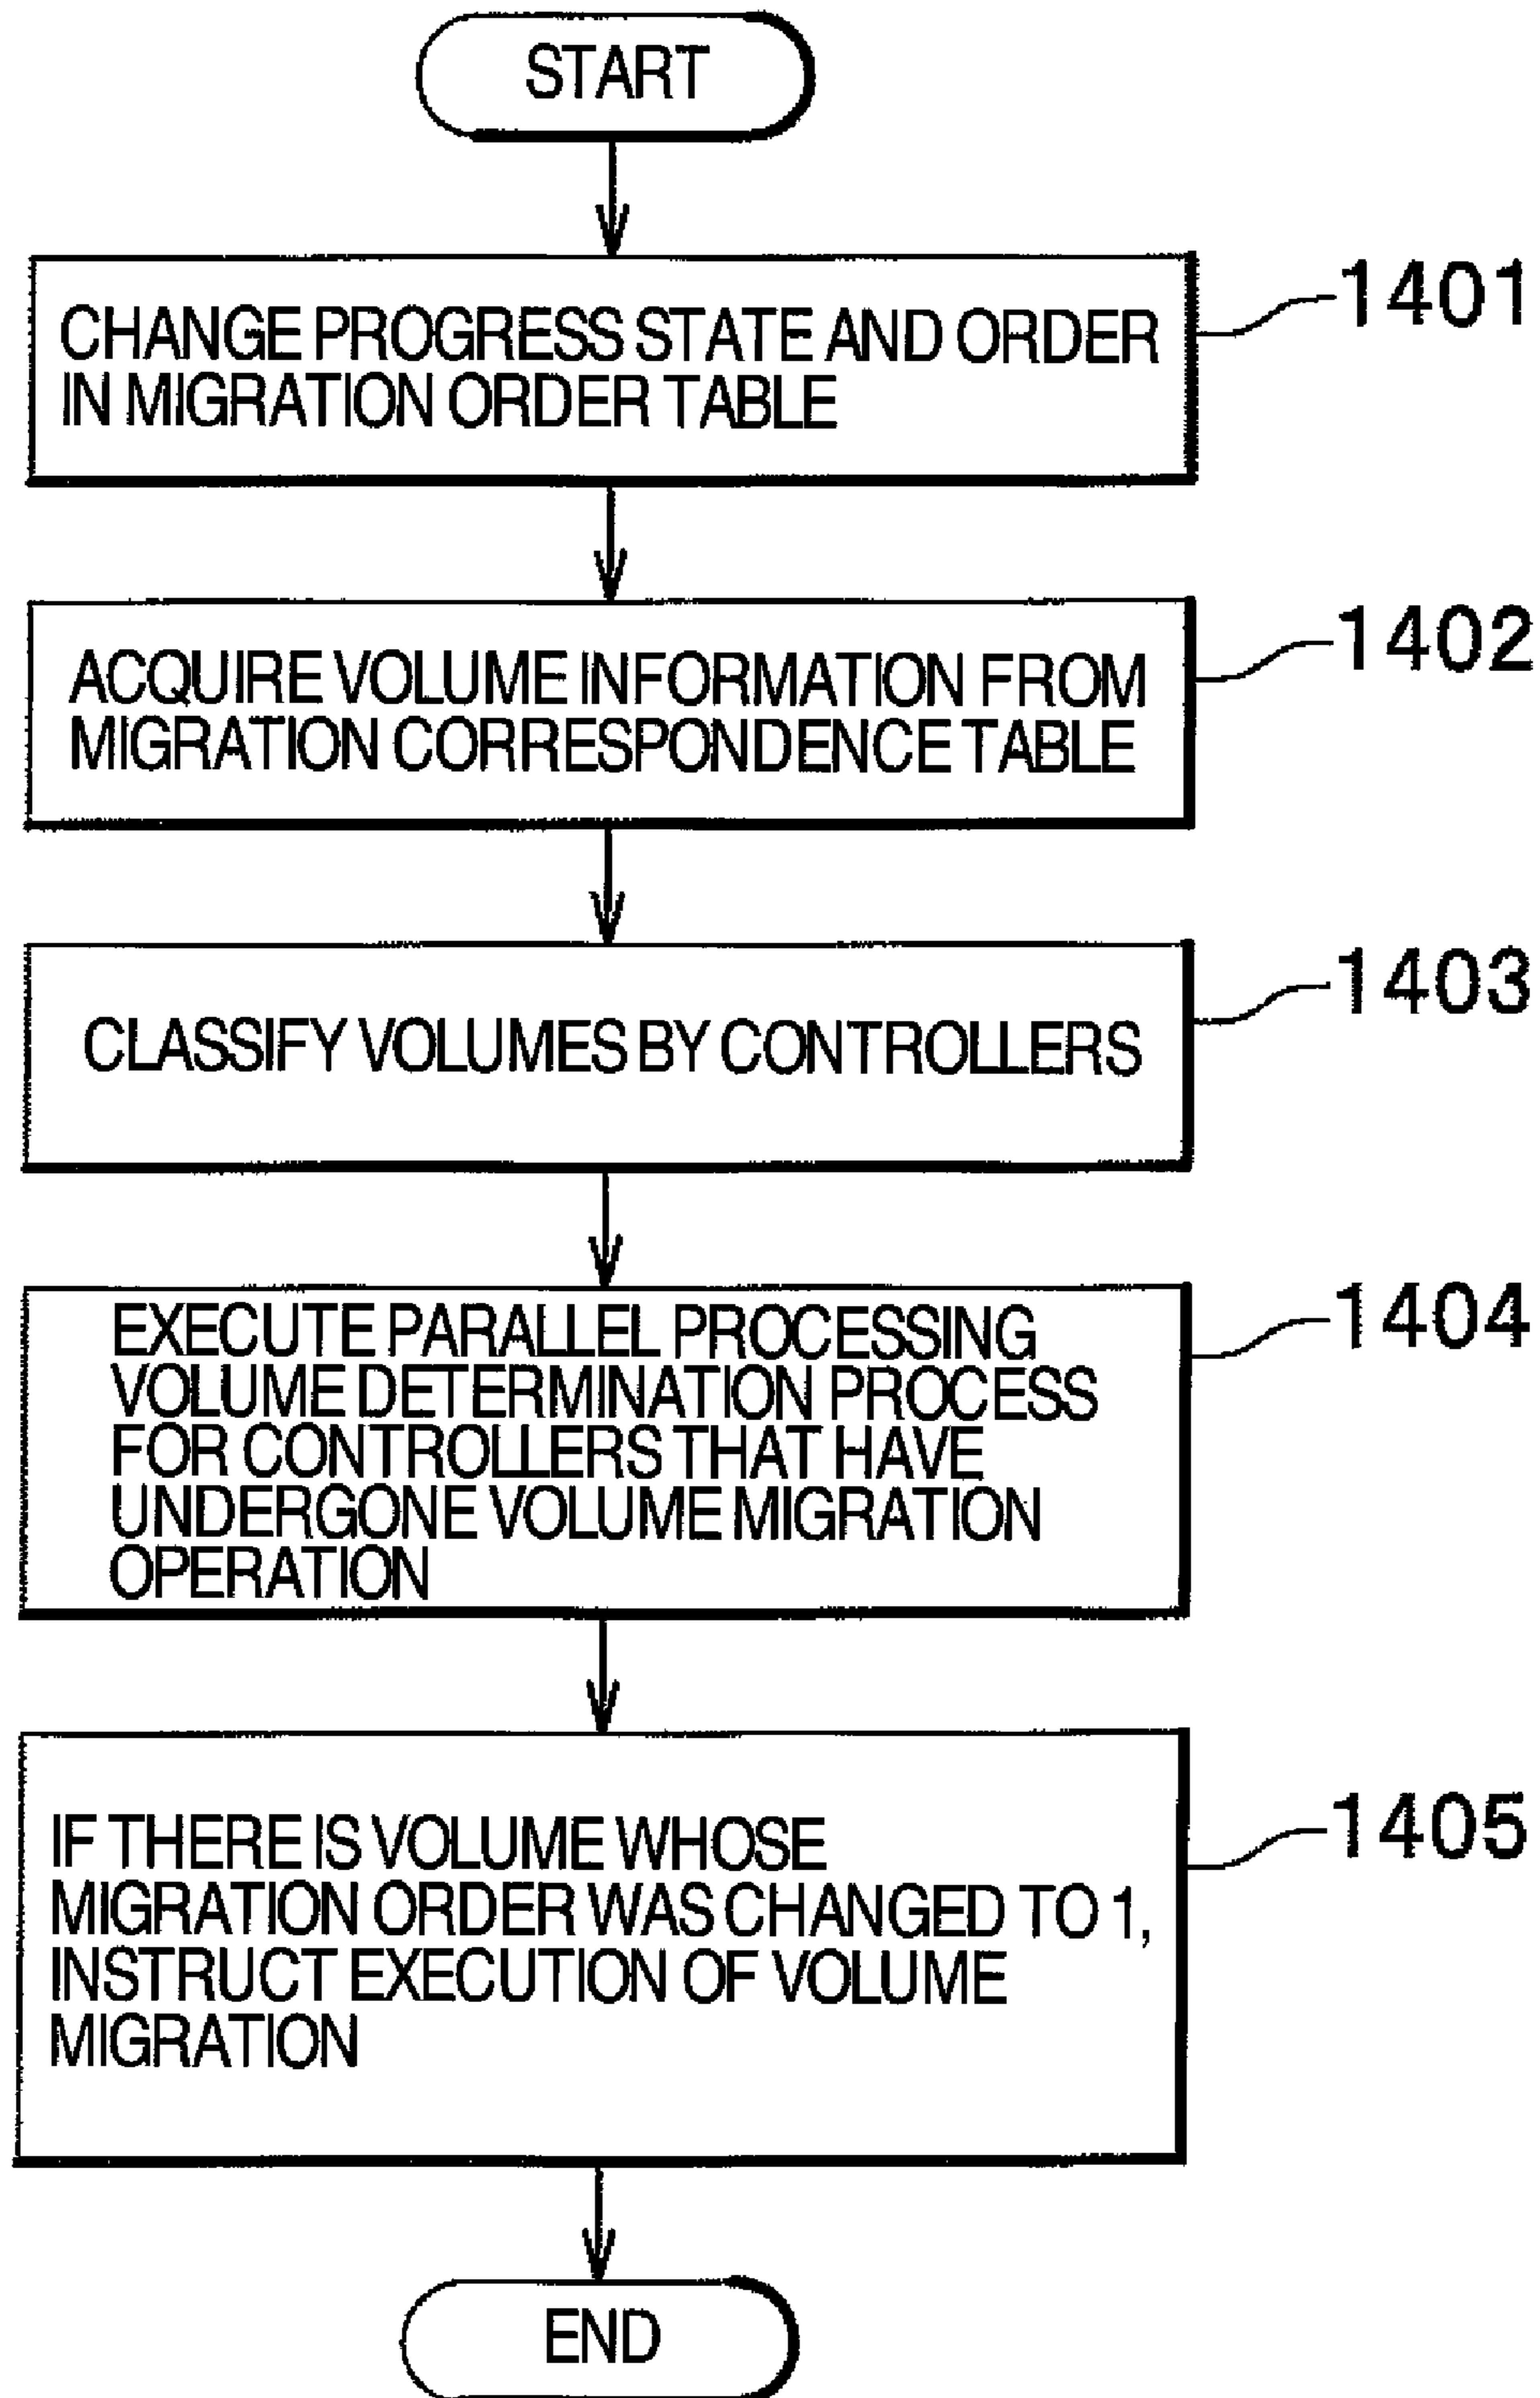 START
CHANGE PROGRESS STATE AND ORDER
IN MIGRATION ORDER TABLE
1401
ACQUIRE VOLUME INFORMATION FROM
MIGRATION CORRESPONDENCE TABLE
1402
CLASSIFY VOLUMES BY CONTROLLERS
1403
EXECUTE PARALLEL PROCESSING
VOLUME DETERMINATION PROCESS
FOR CONTROLLERS THAT HAVE
UNDERGONE VOLUME MIGRATION
OPERATION
1404
IF THERE IS VOLUME WHOSE
MIGRATION ORDER WAS CHANGED TO 1,
INSTRUCT EXECUTION OF VOLUME
MIGRATION
1405
END